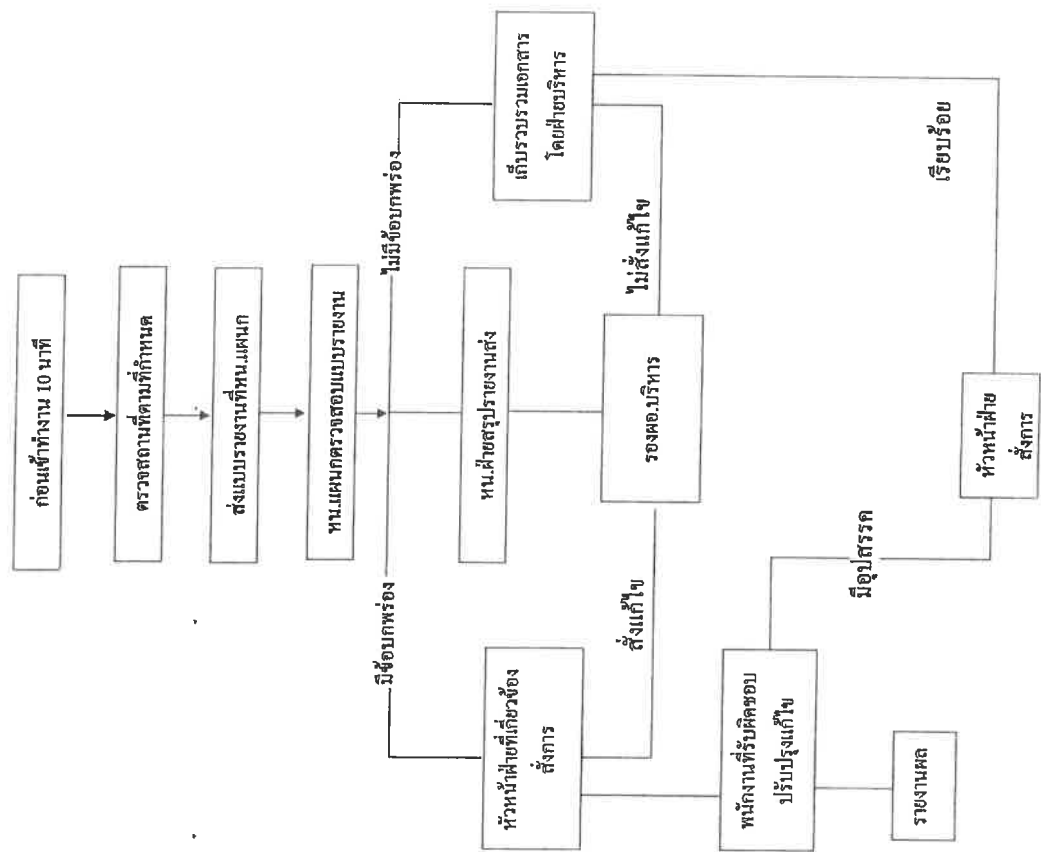 ก่อนเข้าทำงาน 10 นาที
ตรวจสถานที่ตามที่กำหนด
ส่งแบบรายงานที่หน.แผนก
หน.แผนกตรวจสอบแบบรายงาน
มีข้อบกพร่อง
ไม่มีข้อบกพร่อง
หัวหน้าฝ่ายที่เกี่ยวข้อง
สั่งการ
หน.ฝ่ายสรุปรายงานส่ง
เก็บรวบรวมเอกสาร
โดยฝ่ายบริหาร
สั่งแก้ไข
รองผอ.บริหาร
ไม่สั่งแก้ไข
พนักงานที่รับผิดชอบ
ปรับปรุงแก้ไข
มีอุปสรรค
เรียบร้อย
รายงานผล
หัวหน้าฝ่าย
สั่งการ